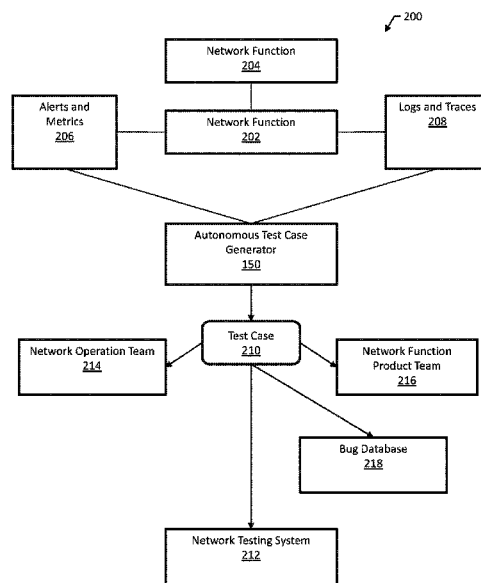 200
Network Function
204
Alerts and
Metrics
206
Network Function
202
Logs and Traces
208
Autonomous Test Case
Generator
150
Test Case
210
Network Operation Team
214
Network Function
Product Team
216
Bug Database
218
Network Testing System
212